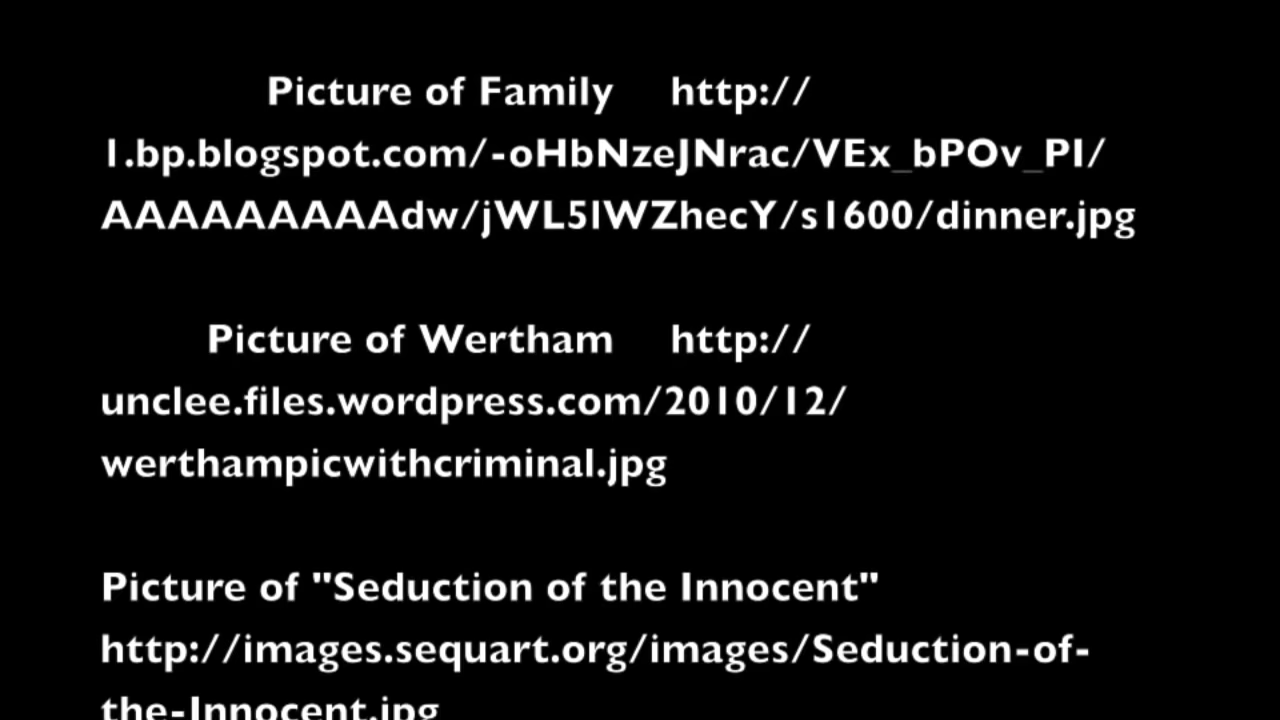 Picture of Family http://
1.bp.blogspot.com/-oHbNzeJNrac/VEx_bPOv_PI/
AAAAAAAAAdw/jWL5lWZhecY/s1600/dinner.jpg
Picture of Wertham http://
unclee.files.wordpress.com/2010/12/
werthampicwithcriminal.jpg
Picture of "Seduction of the Innocent"
http://images.sequart.org/images/Seduction-of-
the-Innocent.jpg